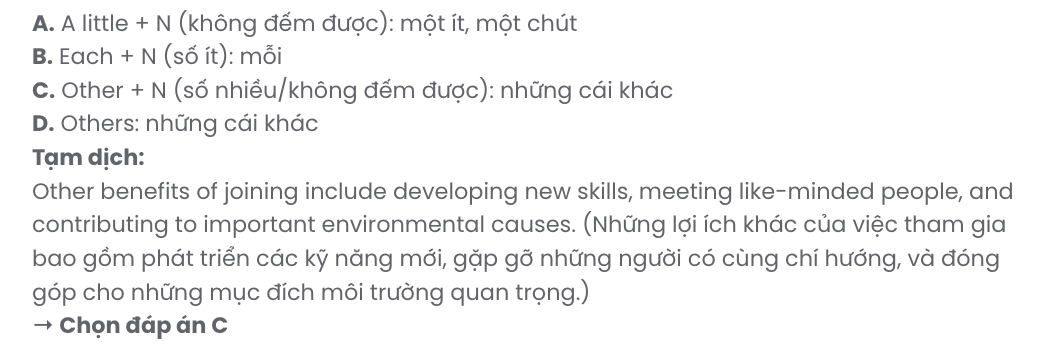 A. A little + N (không đếm được): một ít, một chút
B. Each + N (số ít): mỗi
C. Other + N (số nhiều/không đếm được): những cái khác
D. Others: những cái khác
Tạm dịch:
Other benefits of joining include developing new skills, meeting like-minded people, and
contributing to important environmental causes. (Những lợi ích khác của việc tham gia
bao gồm phát triển các kỹ năng mới, gặp gỡ những người có cùng chí hướng, và đóng
góp cho những mục đích môi trường quan trọng.)
→ Chọn đáp án C